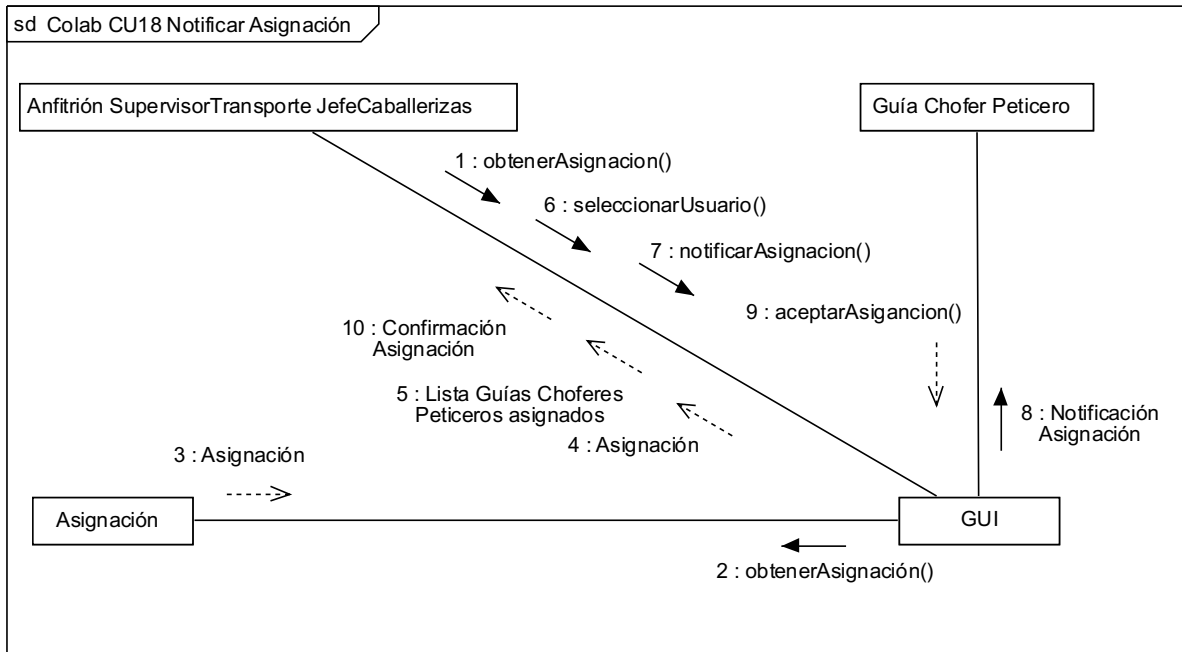 sd Colab CU18 Notificar Asignación
Anfitrión SupervisorTransporte JefeCaballerizas
Guía Chofer Peticero
1 : obtenerAsignacion()
6 : seleccionarUsuario()
7 : notificarAsignacion()
9 : aceptarAsigancion()
10 : Confirmación
Asignación
5 : Lista Guías Choferes
Peticeros asignados
8 : Notificación
Asignación
4 : Asignación
3 : Asignación
Asignación
GUI
2 : obtenerAsignación()